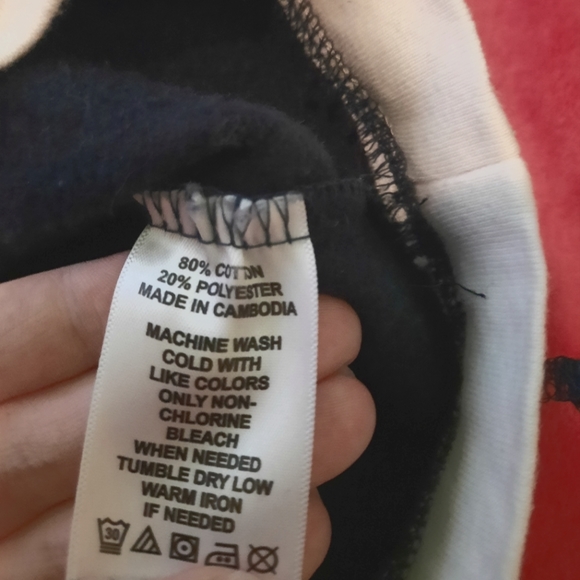 80% COTTON
20% POLYESTER
MADE IN CAMBODIA
MACHINE WASH
COLD WITH
LIKE COLORS
ONLY NON-
CHLORINE
BLEACH
WHEN NEEDED
TUMBLE DRY LOW
WARM IRON
IF NEEDED
30